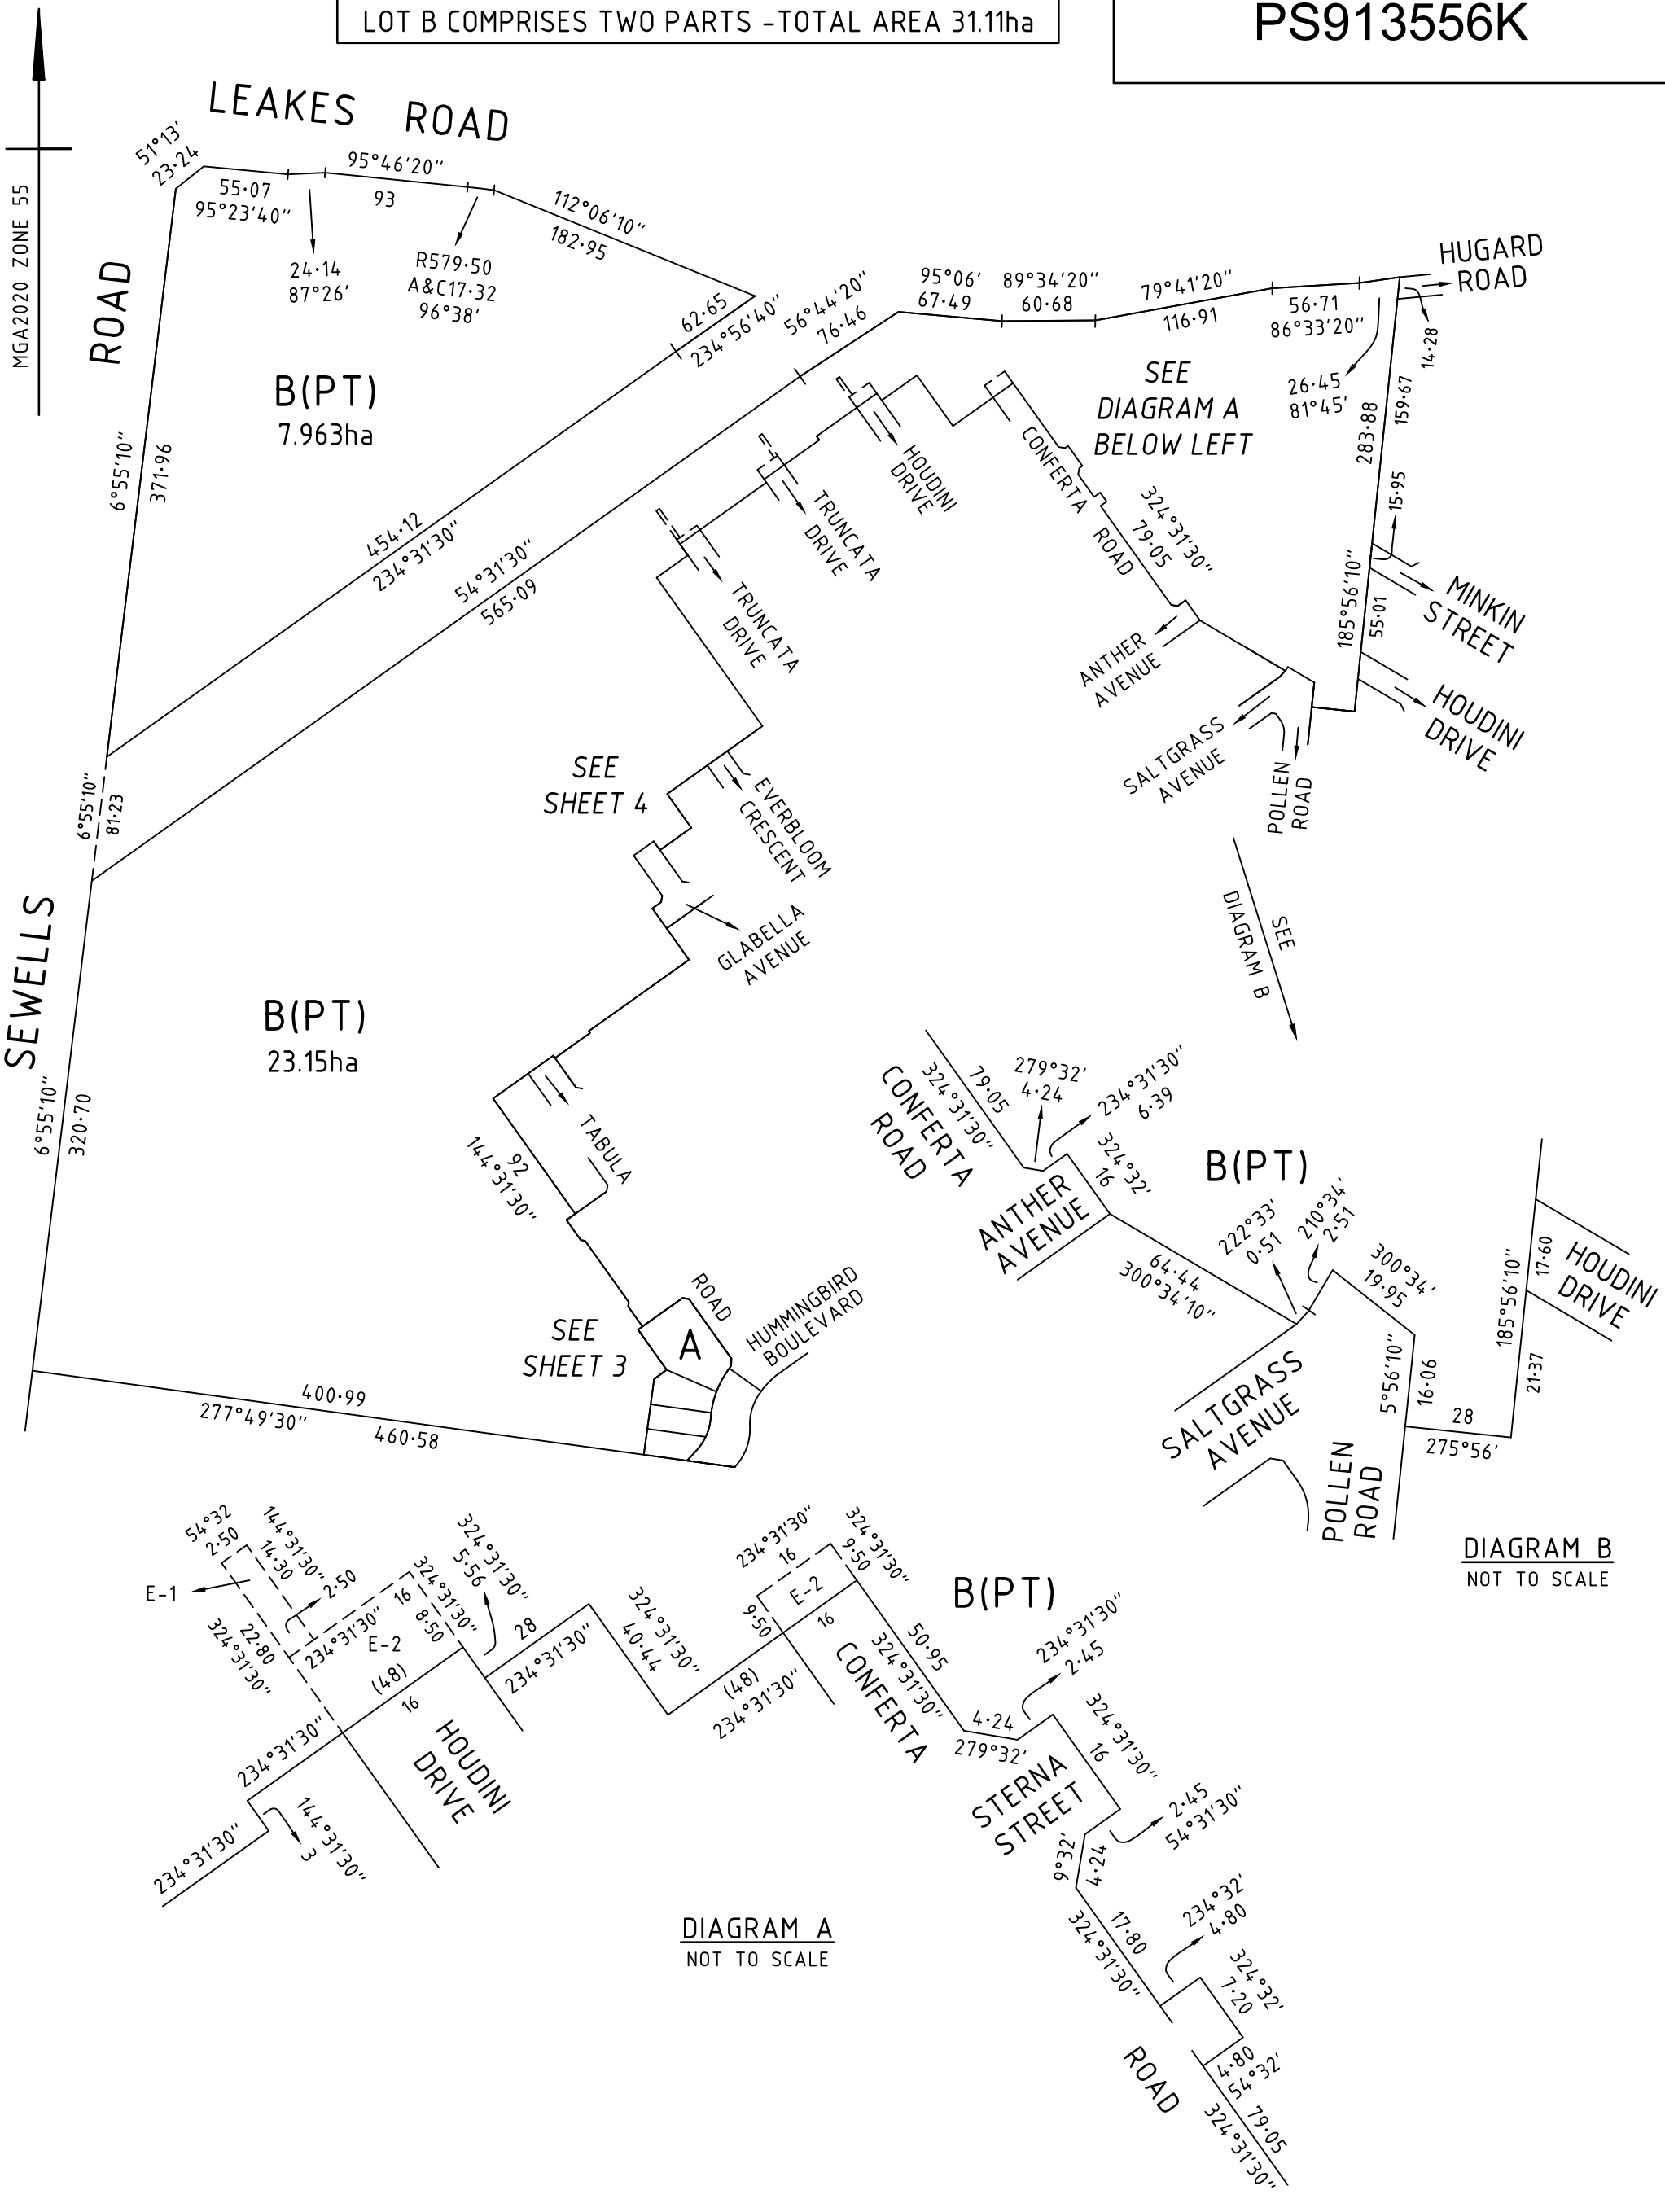 LOT B COMPRISES TWO PARTS -TOTAL AREA 31.11ha
PS913556K
MGA2020 ZONE 55
LEAKES ROAD
51°13'
23·24
55·07
95°23'40"
95°46'20"
93
24·14
87°26'
R579·50
A&C17·32
96°38'
112°06'10"
182·95
62·65
234°56'40"
56°44'20"
76·46
95°06'
67·49
89°34'20"
60·68
79°41'20"
116·91
56·71
86°33'20"
26·45
81°45'
HUGARD
ROAD
14·28
159·67
283·88
15·95
185°56'10"
55·01
MINKIN
STREET
HOUDINI
DRIVE
SEWELLS ROAD
6°55'10"
371·96
B(PT)
7.963ha
454·12
234°31'30"
54°31'30"
565·09
6°55'10"
81·23
SEE
DIAGRAM A
BELOW LEFT
HOUDINI
DRIVE
TRUNCATA
DRIVE
TRUNCATA
DRIVE
CONFERTA ROAD
324°31'30"
79·05
ANTHER
AVENUE
SALTGRASS
AVENUE
POLLEN
ROAD
SEE
DIAGRAM B
SEE
SHEET 4
EVERBLOOM
CRESCENT
GLABELLA
AVENUE
B(PT)
23.15ha
6°55'10"
320·70
92
144°31'30"
TABULA
ROAD
HUMMINGBIRD
BOULEVARD
A
SEE
SHEET 3
400·99
277°49'30"
460·58
79·05
324°31'30"
CONFERTA
ROAD
279°32'
4·24
234°31'30"
6·39
324°32'
16
ANTHER
AVENUE
B(PT)
64·44
300°34'10"
222°33'
0·51
210°34'
2·51
300°34'
19·95
5°56'10"
16·06
185°56'10"
17·60
21·37
HOUDINI
DRIVE
28
275°56'
SALTGRASS
AVENUE
POLLEN
ROAD
DIAGRAM B
NOT TO SCALE
54°32
2·50
144°31'30"
14·30
E-1
2·50
22·80
324°31'30"
234°31'30"
16
E-2
324°31'30"
8·50
324°31'30"
5·56
28
234°31'30"
(48)
16
234°31'30"
234°31'30"
144°31'30"
3
HOUDINI
DRIVE
324°31'30"
40·44
234°31'30"
16
324°31'30"
9·50
E-2
9·50
16
(48)
234°31'30"
B(PT)
50·95
324°31'30"
CONFERTA
4·24
279°32'
234°31'30"
2·45
324°31'30"
16
STERNA
STREET
2·45
54°31'30"
9°32'
4·24
17·80
324°31'30"
234°32'
4·80
324°32'
7·20
4·80
54°32'
79·05
324°31'30"
ROAD
DIAGRAM A
NOT TO SCALE